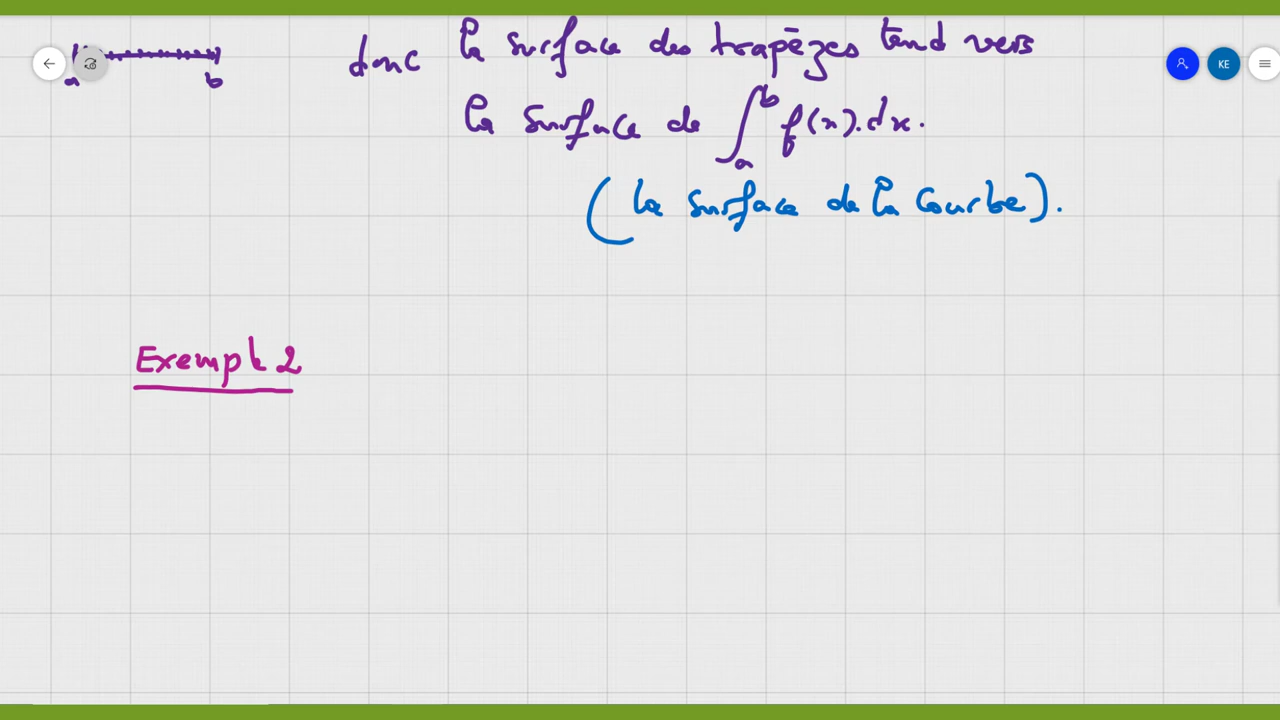 donc la surface des trapèzes tend vers
a b
la surface de ∫ₐᵇ f(x).dx.
(la surface de la courbe).
Exemple 2
KE